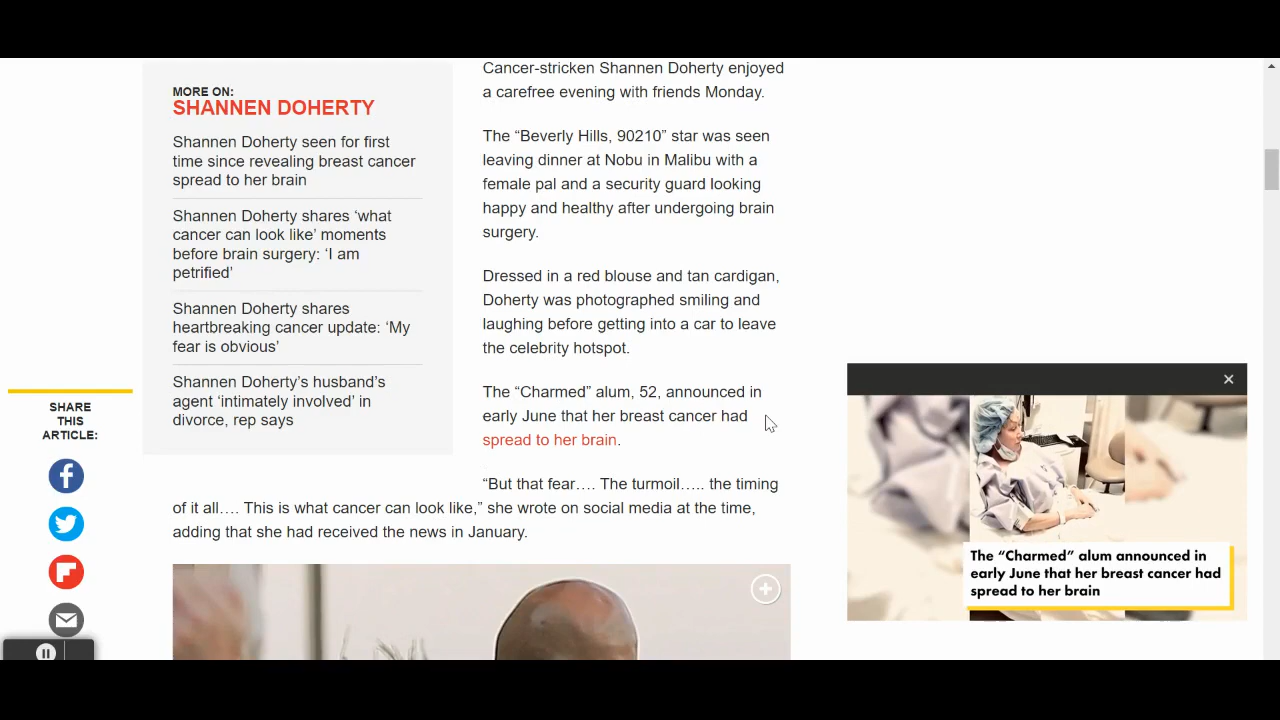 MORE ON:
SHANNEN DOHERTY
Shannen Doherty seen for first
time since revealing breast cancer
spread to her brain
Shannen Doherty shares ‘what
cancer can look like’ moments
before brain surgery: ‘I am
petrified’
Shannen Doherty shares
heartbreaking cancer update: ‘My
fear is obvious’
Shannen Doherty’s husband’s
agent ‘intimately involved’ in
divorce, rep says
Cancer-stricken Shannen Doherty enjoyed
a carefree evening with friends Monday.
The “Beverly Hills, 90210” star was seen
leaving dinner at Nobu in Malibu with a
female pal and a security guard looking
happy and healthy after undergoing brain
surgery.
Dressed in a red blouse and tan cardigan,
Doherty was photographed smiling and
laughing before getting into a car to leave
the celebrity hotspot.
The “Charmed” alum, 52, announced in
early June that her breast cancer had
spread to her brain.
“But that fear…. The turmoil….. the timing
of it all…. This is what cancer can look like,” she wrote on social media at the time,
adding that she had received the news in January.
SHARE
THIS
ARTICLE:
The “Charmed” alum announced in
early June that her breast cancer had
spread to her brain